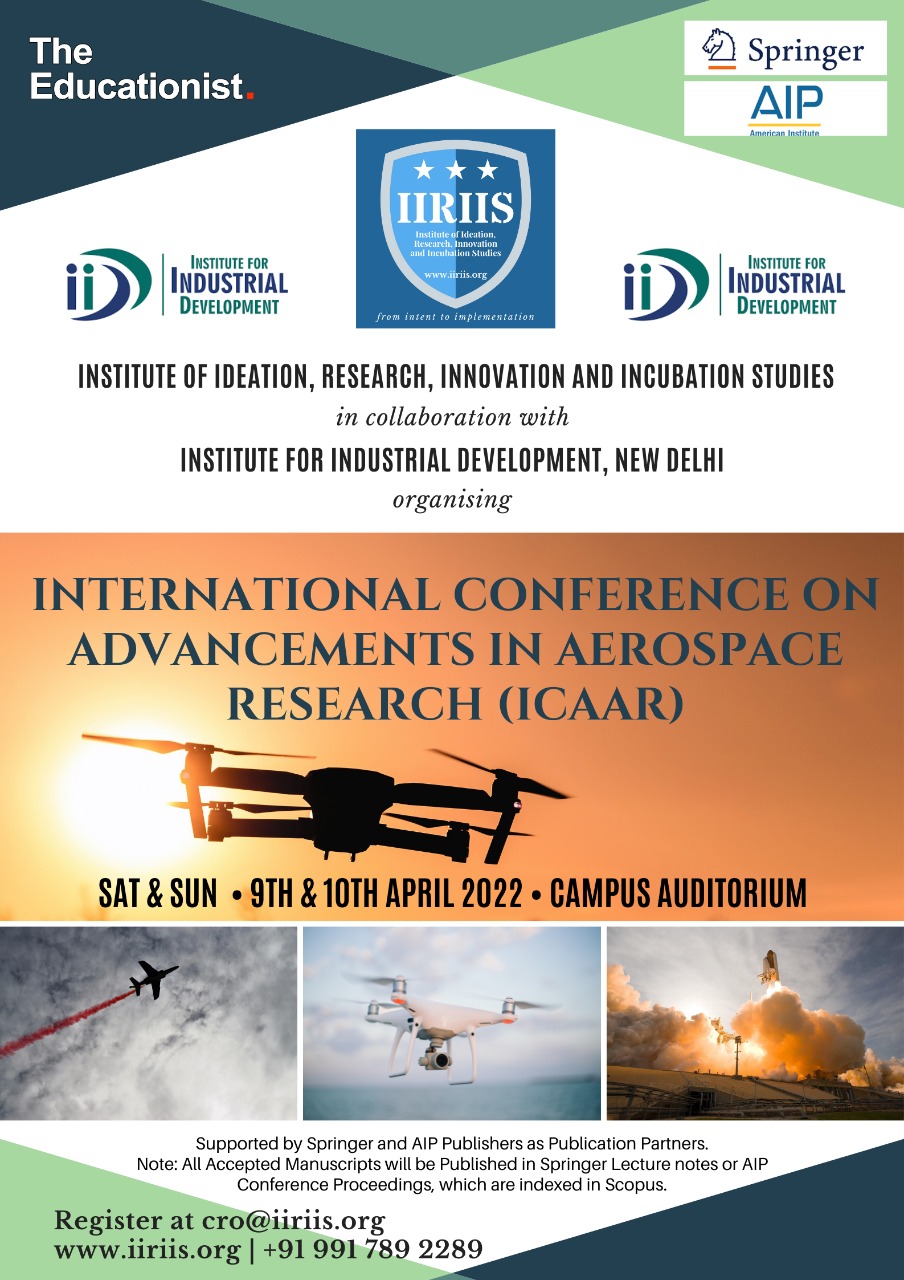 The
Educationist.
Springer
AIP
American Institute
IIRIIS
Institute of Ideation,
Research, Innovation
and Incubation Studies
www.iiriis.org
from intent to implementation
iiD
INSTITUTE FOR
INDUSTRIAL
DEVELOPMENT
iiD
INSTITUTE FOR
INDUSTRIAL
DEVELOPMENT
INSTITUTE OF IDEATION, RESEARCH, INNOVATION AND INCUBATION STUDIES
in collaboration with
INSTITUTE FOR INDUSTRIAL DEVELOPMENT, NEW DELHI
organising
INTERNATIONAL CONFERENCE ON
ADVANCEMENTS IN AEROSPACE
RESEARCH (ICAAR)
SAT & SUN • 9TH & 10TH APRIL 2022 • CAMPUS AUDITORIUM
Supported by Springer and AIP Publishers as Publication Partners.
Note: All Accepted Manuscripts will be Published in Springer Lecture notes or AIP
Conference Proceedings, which are indexed in Scopus.
Register at cro@iiriis.org
www.iiriis.org | +91 991 789 2289